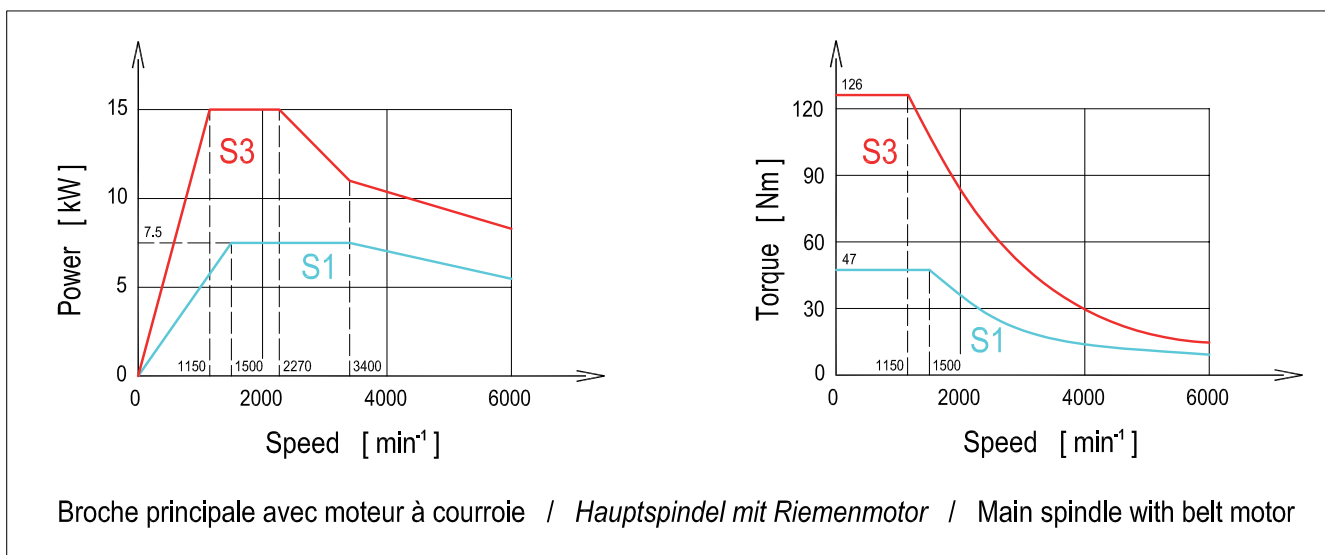 Power [ kW ]
15
10
7.5
5
0
S3
S1
1150
1500
2270
3400
0
2000
4000
6000
Speed [ min⁻¹ ]
Torque [ Nm ]
126
120
90
60
47
30
0
S3
S1
1150
1500
0
2000
4000
6000
Speed [ min⁻¹ ]
Broche principale avec moteur à courroie / Hauptspindel mit Riemenmotor / Main spindle with belt motor